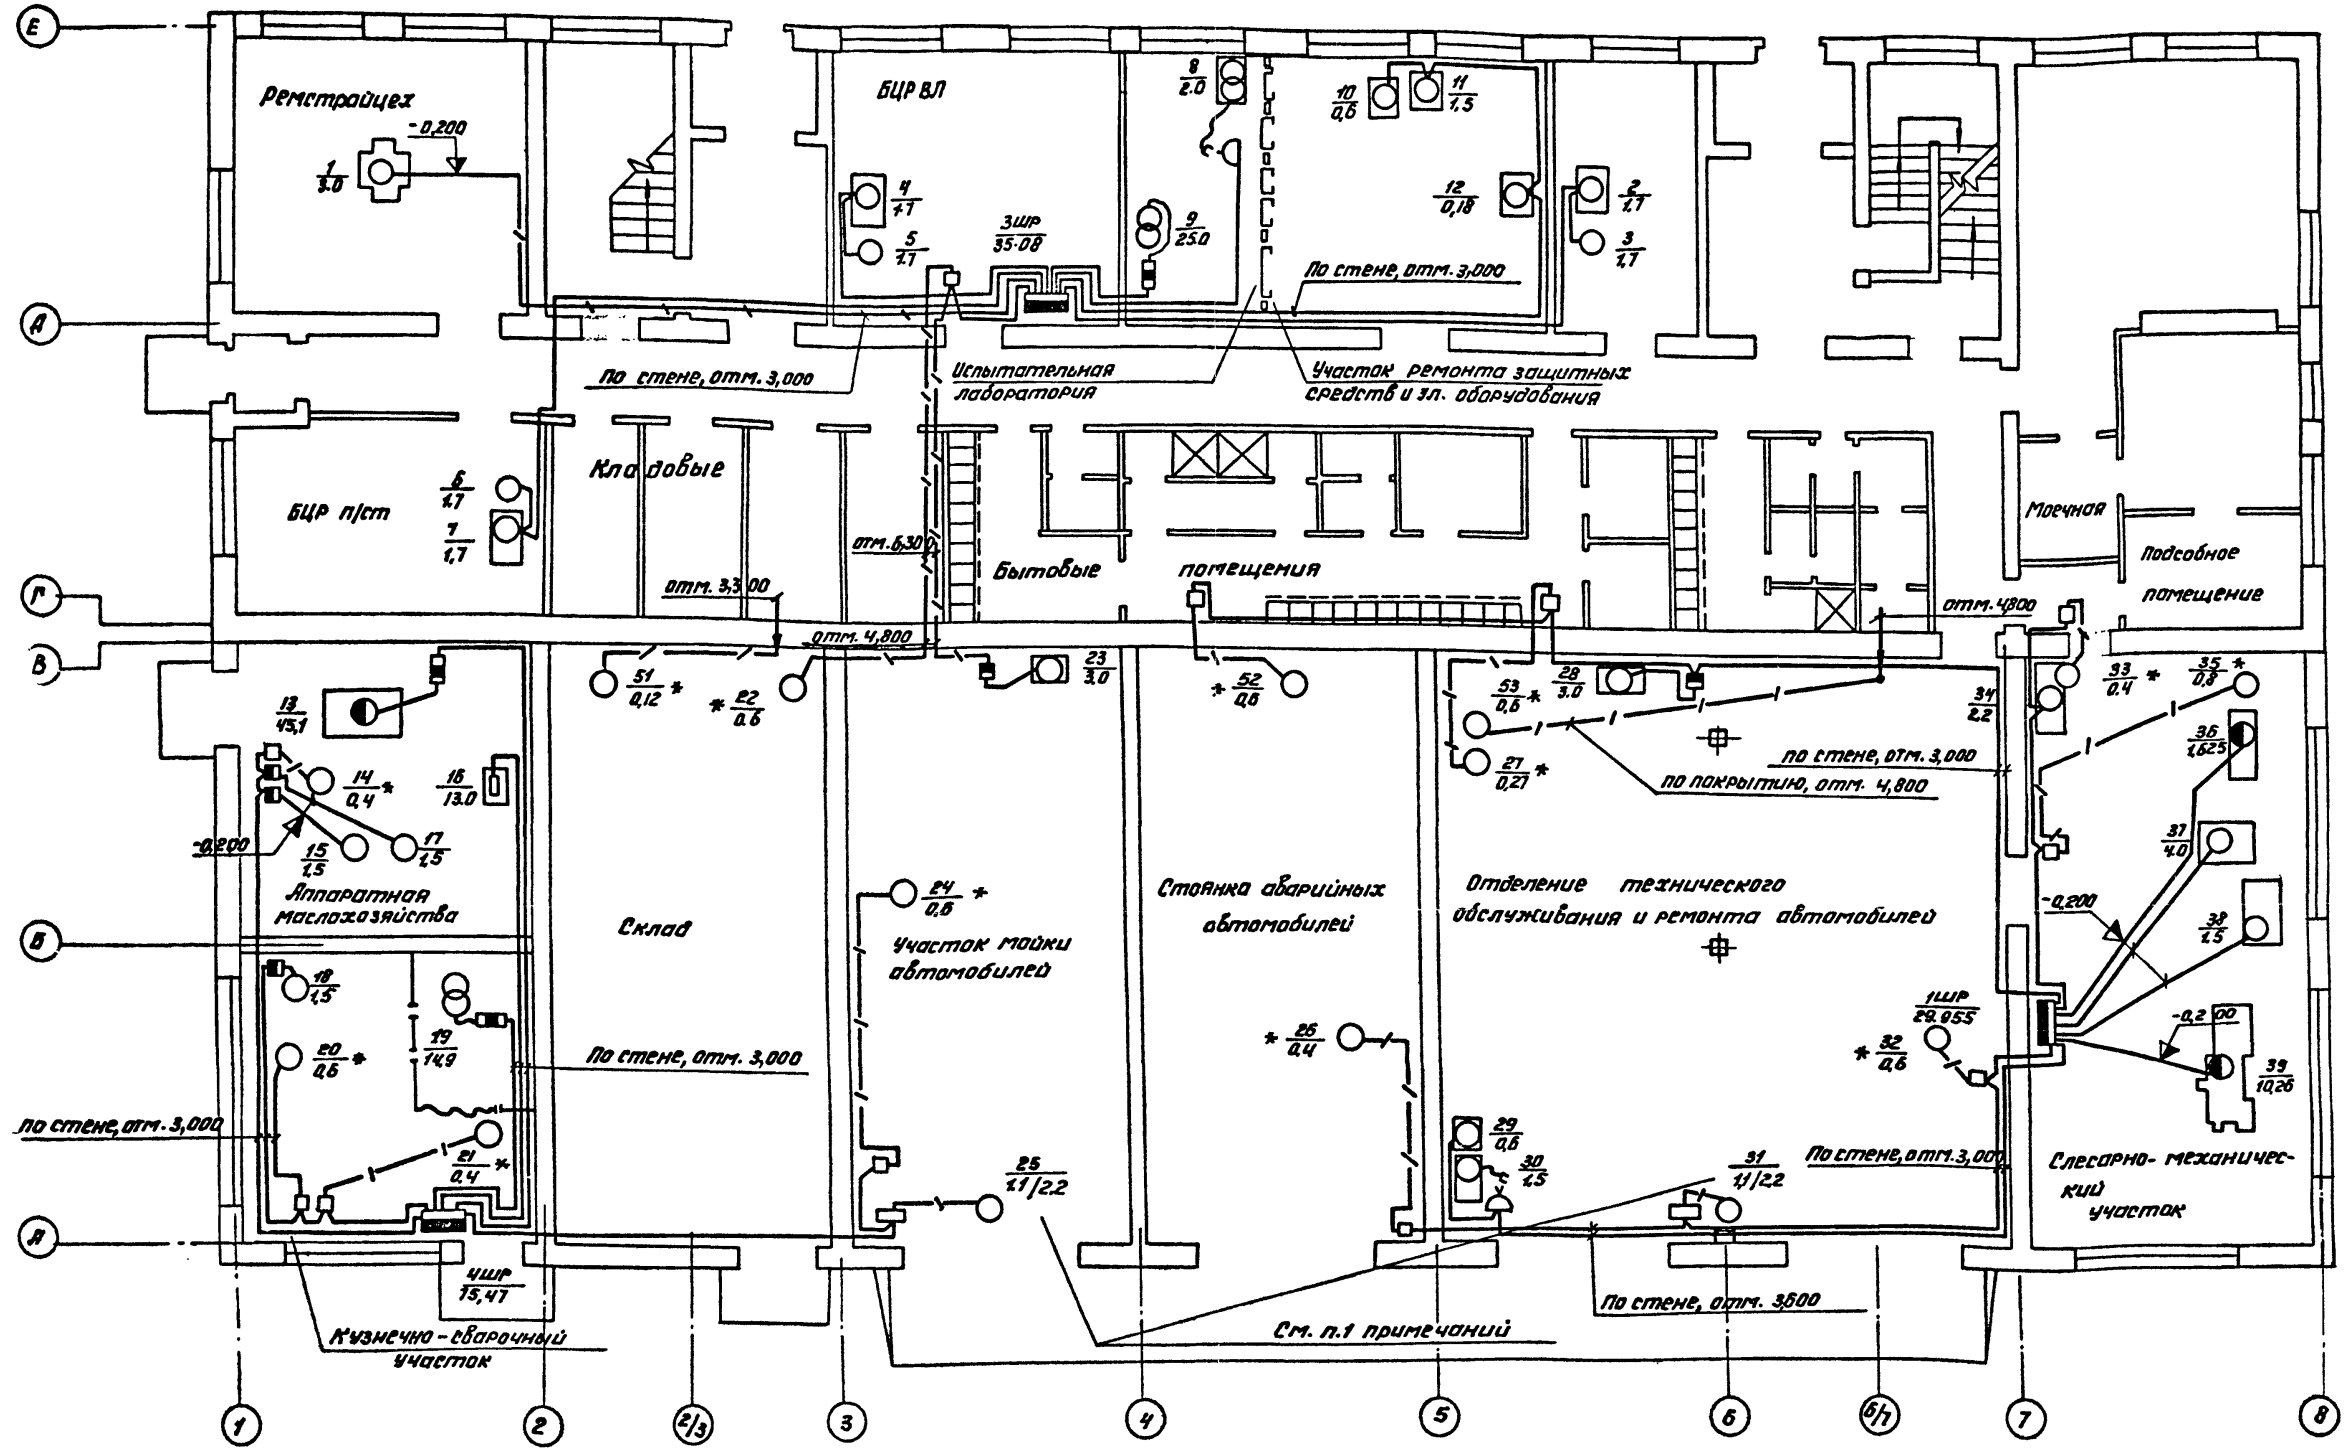 Е
Ремстройцех
-0,200
1
3.0
БЦР ВЛ
4
1.7
5
1.7
3ШР
35.08
8
2.0
9
25.0
10
0,6
11
1,5
12
0,18
2
1,7
3
1,7
По стене, отм. 3,000
Д
По стене, отм. 3,000
Испытательная
лаборатория
Участок ремонта защитных
средств и эл. оборудования
БЦР п/ст
6
1.7
7
1,7
Кладовые
отм. 6,300
отм. 3,300
Бытовые помещения
Моечная
Подсобное
помещение
Г
В
отм. 4,800
отм. 4,800
13
45,1
14 *
0,4
15
1,5
16
13.0
17
1,5
-0,200
Аппаратная
маслохозяйства
51 *
0,12
* 22
0.6
23
3.0
* 52
0,6
53 *
0,6
28
3.0
27 *
0,27
по стене, отм. 3,000
по покрытию, отм. 4,800
34
2,2
33 *
0.4
35 *
0,8
36
1,625
37
4.0
38
1.5
-0,200
Склад
24 *
0,6
Участок мойки
автомобилей
Стоянка аварийных
автомобилей
Отделение технического
обслуживания и ремонта автомобилей
Б
18
1,5
19
14,9
20 *
0,6
21 *
0.4
По стене, отм. 3,000
по стене, отм. 3,000
* 26
0.4
1ШР
29.955
* 32
0,6
-0,200
39
10,26
25
1.1/2.2
29
0,6
30
1,5
31
1,1/2,2
По стене, отм. 3,000
Слесарно-механичес-
кий
участок
А
4ШР
15,47
Кузнечно-сварочный
участок
По стене, отм. 3,600
См. п.1 примечаний
1
2
2/3
3
4
5
6
6/7
7
8